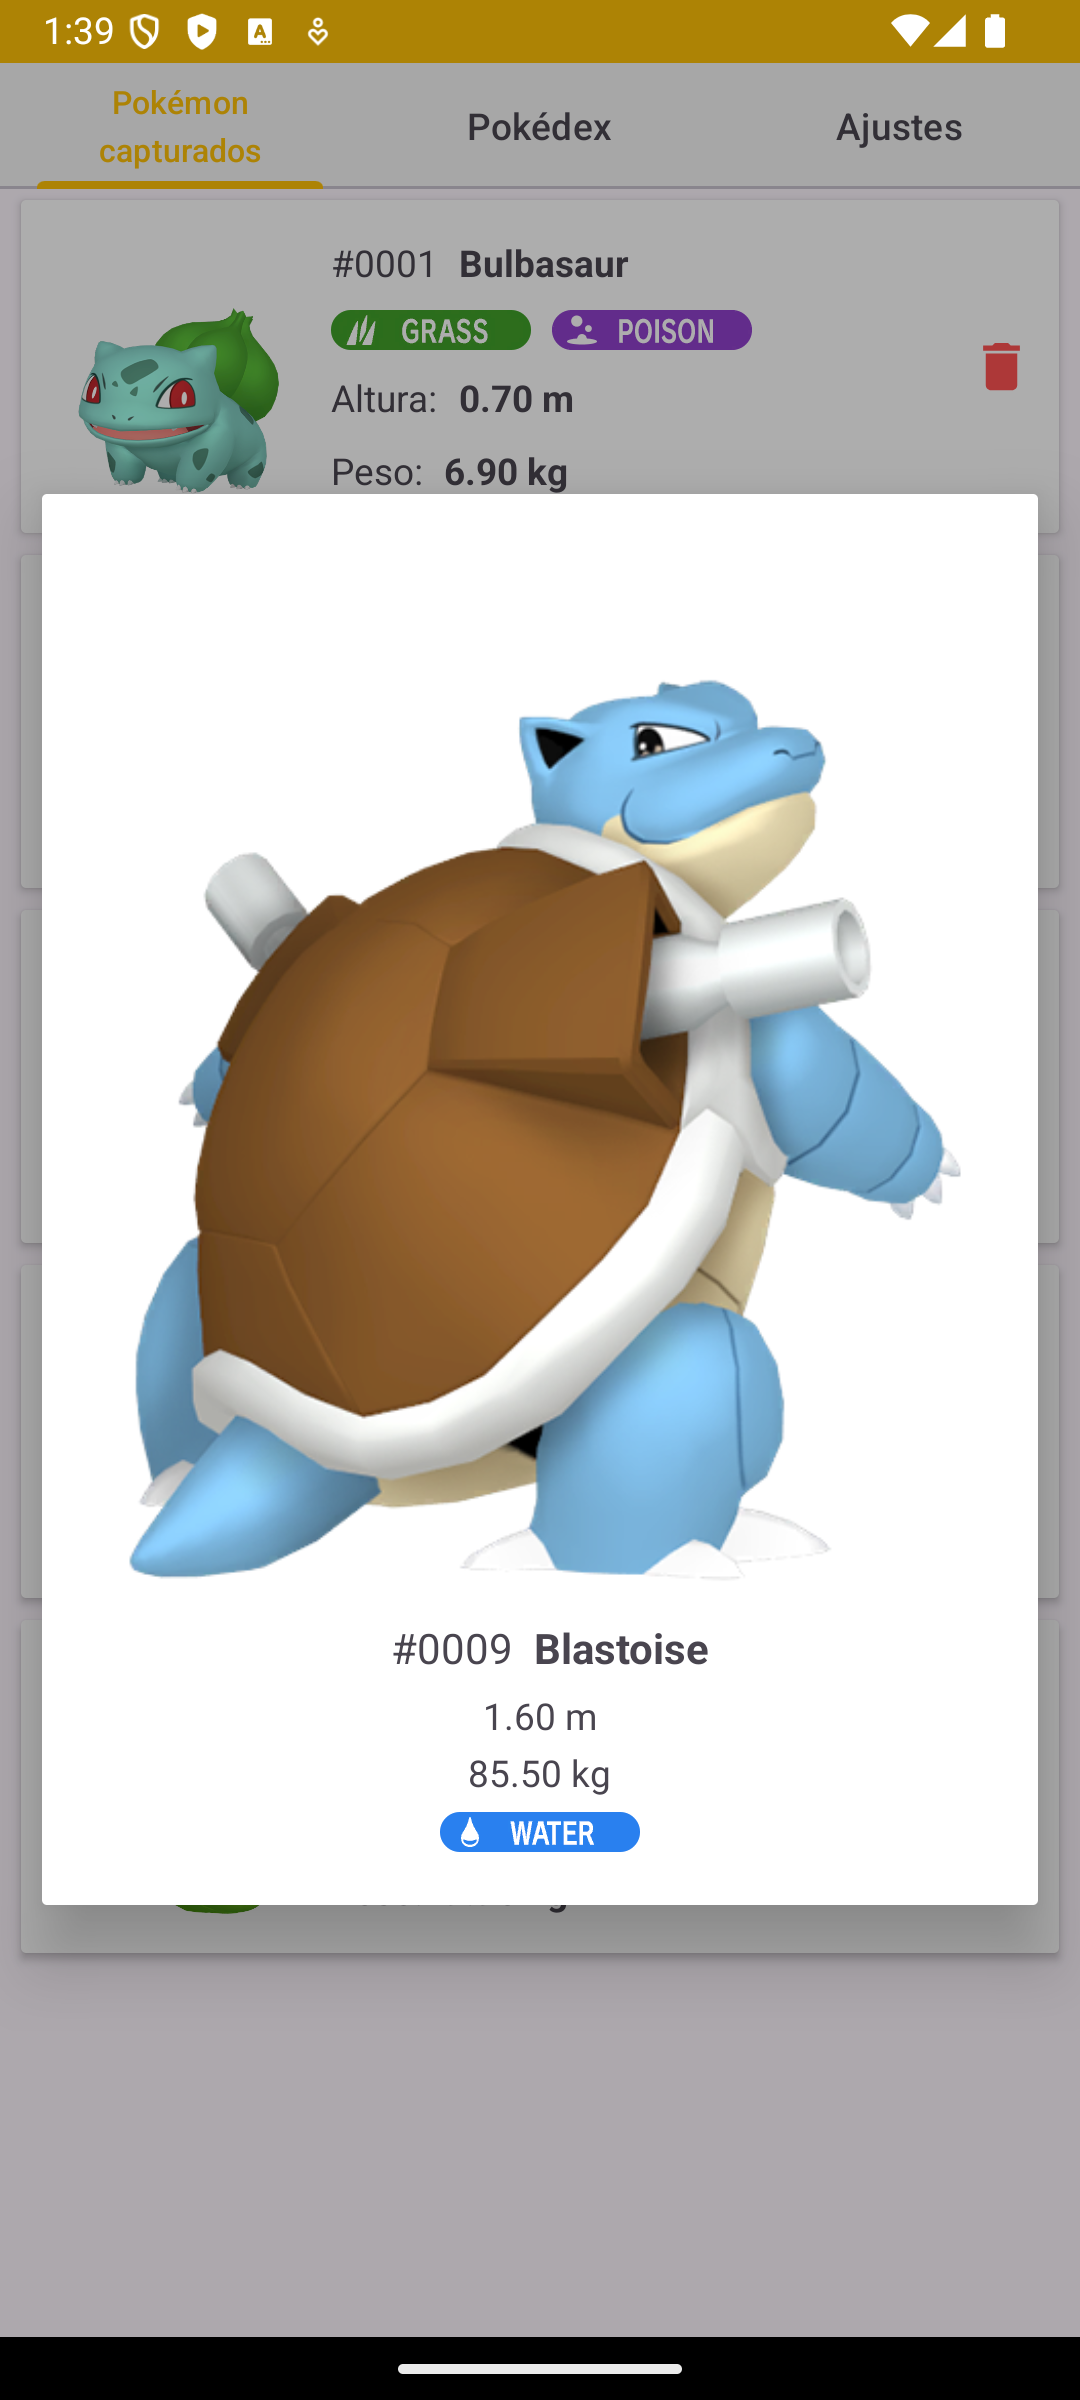 1:39
Pokémon
capturados
Pokédex
Ajustes
#0001 Bulbasaur
GRASS
POISON
Altura: 0.70 m
Peso: 6.90 kg
#0009 Blastoise
1.60 m
85.50 kg
WATER